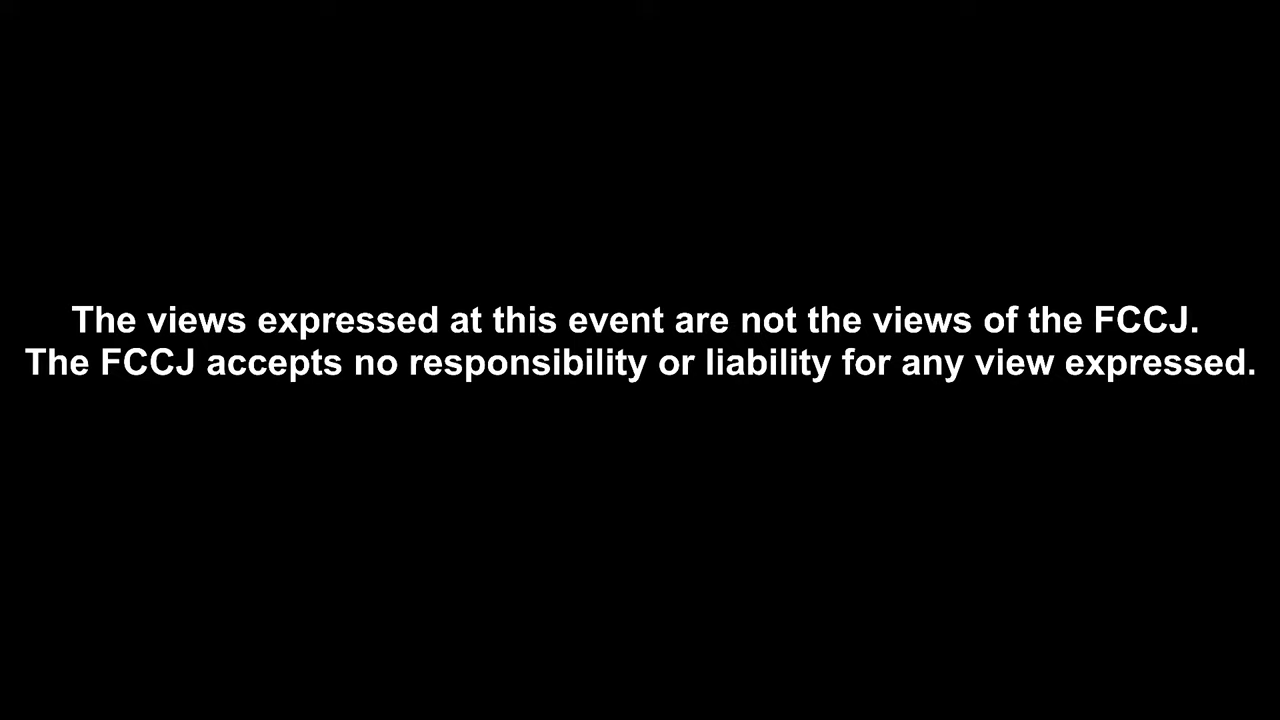 The views expressed at this event are not the views of the FCCJ.
The FCCJ accepts no responsibility or liability for any view expressed.